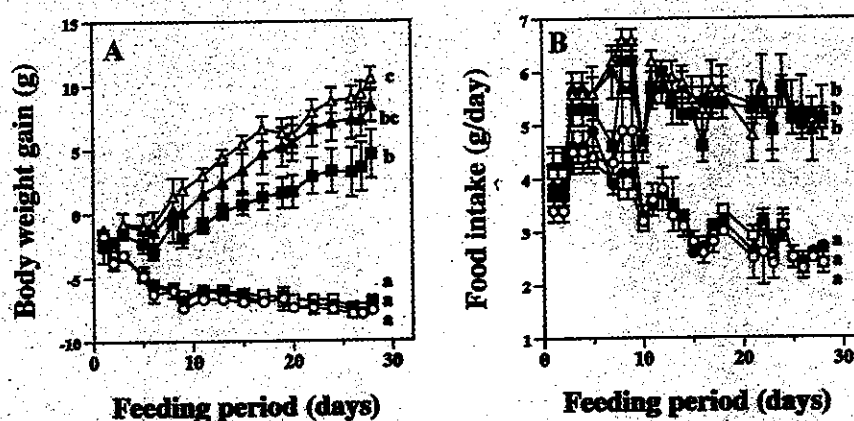 A
Body weight gain (g)
15
10
5
0
-5
-10
c
bc
b
a
a
a
0
10
20
30
Feeding period (days)
B
Food intake (g/day)
7
6
5
4
3
2
1
b
b
b
a
a
a
0
10
20
30
Feeding period (days)